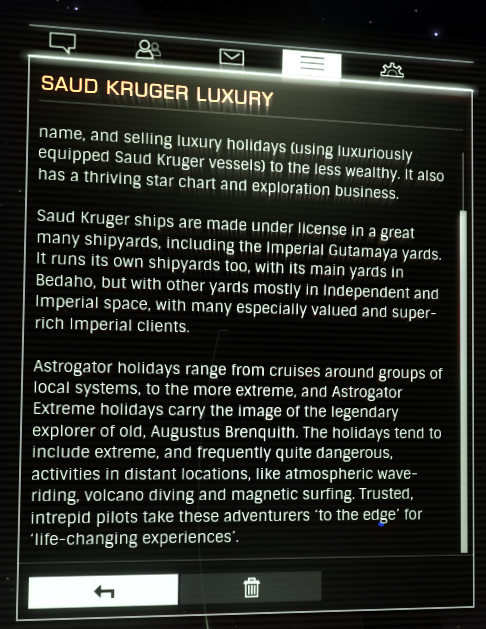 SAUD KRUGER LUXURY
name, and selling luxury holidays (using luxuriously
equipped Saud Kruger vessels) to the less wealthy. It also
has a thriving star chart and exploration business.
Saud Kruger ships are made under license in a great
many shipyards, including the Imperial Gutamaya yards.
It runs its own shipyards too, with its main yards in
Bedaho, but with other yards mostly in Independent and
Imperial space, with many especially valued and super-
rich Imperial clients.
Astrogator holidays range from cruises around groups of
local systems, to the more extreme, and Astrogator
Extreme holidays carry the image of the legendary
explorer of old, Augustus Brenquith. The holidays tend to
include extreme, and frequently quite dangerous,
activities in distant locations, like atmospheric wave-
riding, volcano diving and magnetic surfing. Trusted,
intrepid pilots take these adventurers 'to the edge' for
'life-changing experiences'.